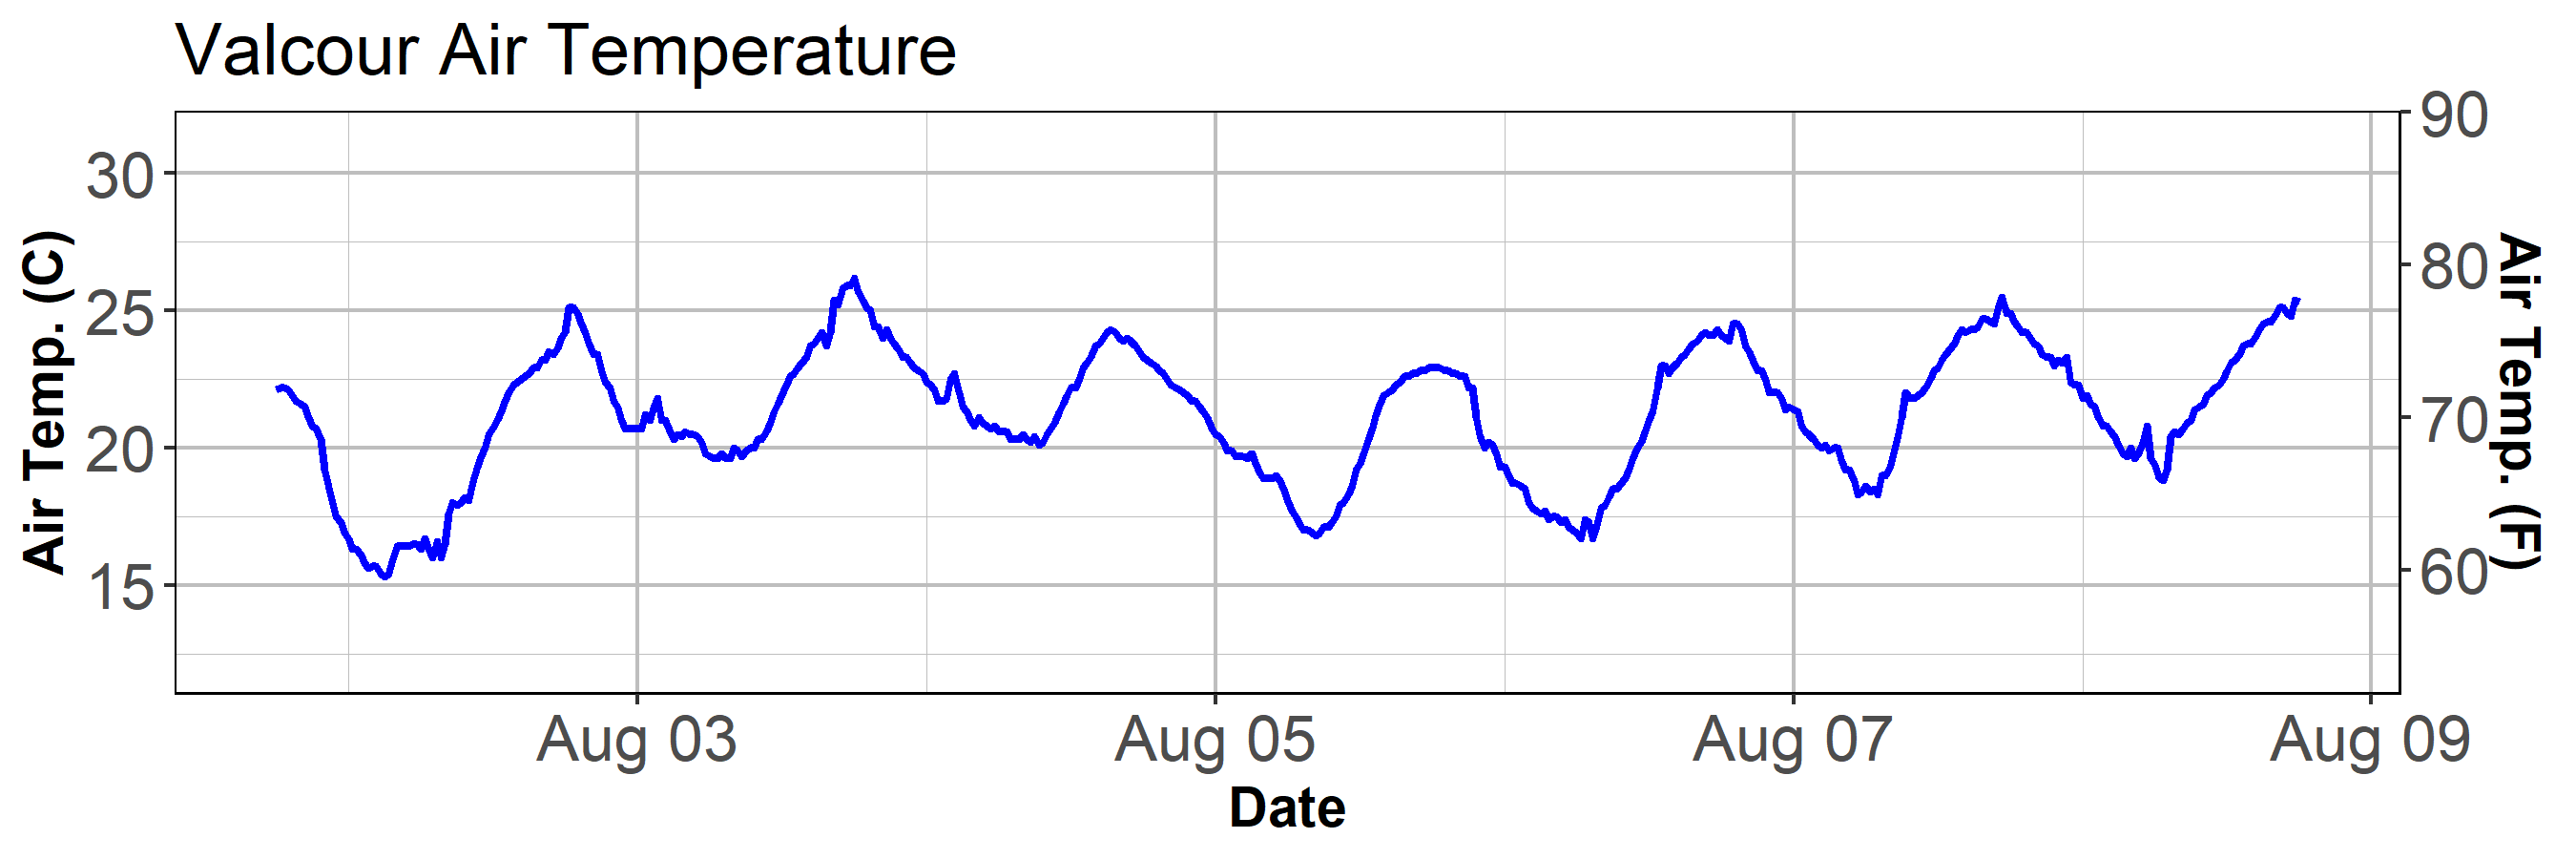 Valcour Air Temperature
Air Temp. (C)
30
25
20
15
90
80
70
60
Air Temp. (F)
Aug 03
Aug 05
Aug 07
Aug 09
Date